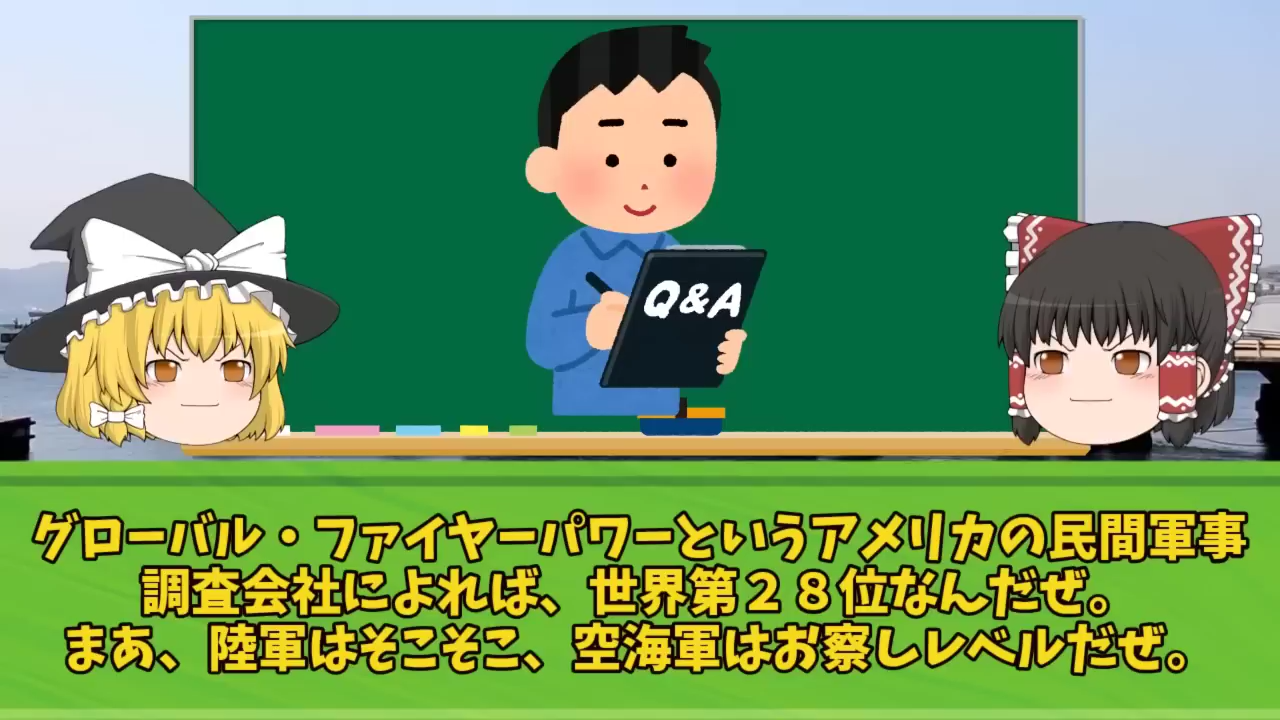 Q&A
グローバル・ファイヤーパワーというアメリカの民間軍事
調査会社によれば、世界第２８位なんだぜ。
まあ、陸軍はそこそこ、空海軍はお察しレベルだぜ。